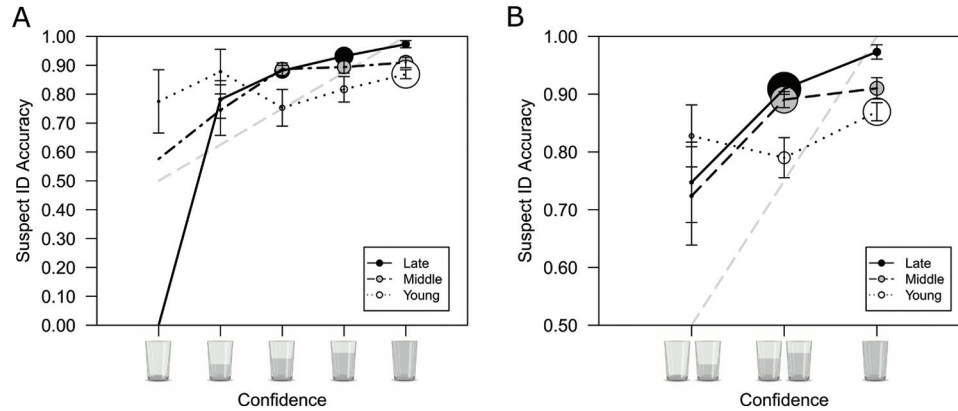 A
1.00
0.90
0.80
0.70
0.60
0.50
0.40
0.30
0.20
0.10
0.00
Suspect ID Accuracy
Late
Middle
Young
Confidence
B
1.00
0.90
0.80
0.70
0.60
0.50
Suspect ID Accuracy
Late
Middle
Young
Confidence